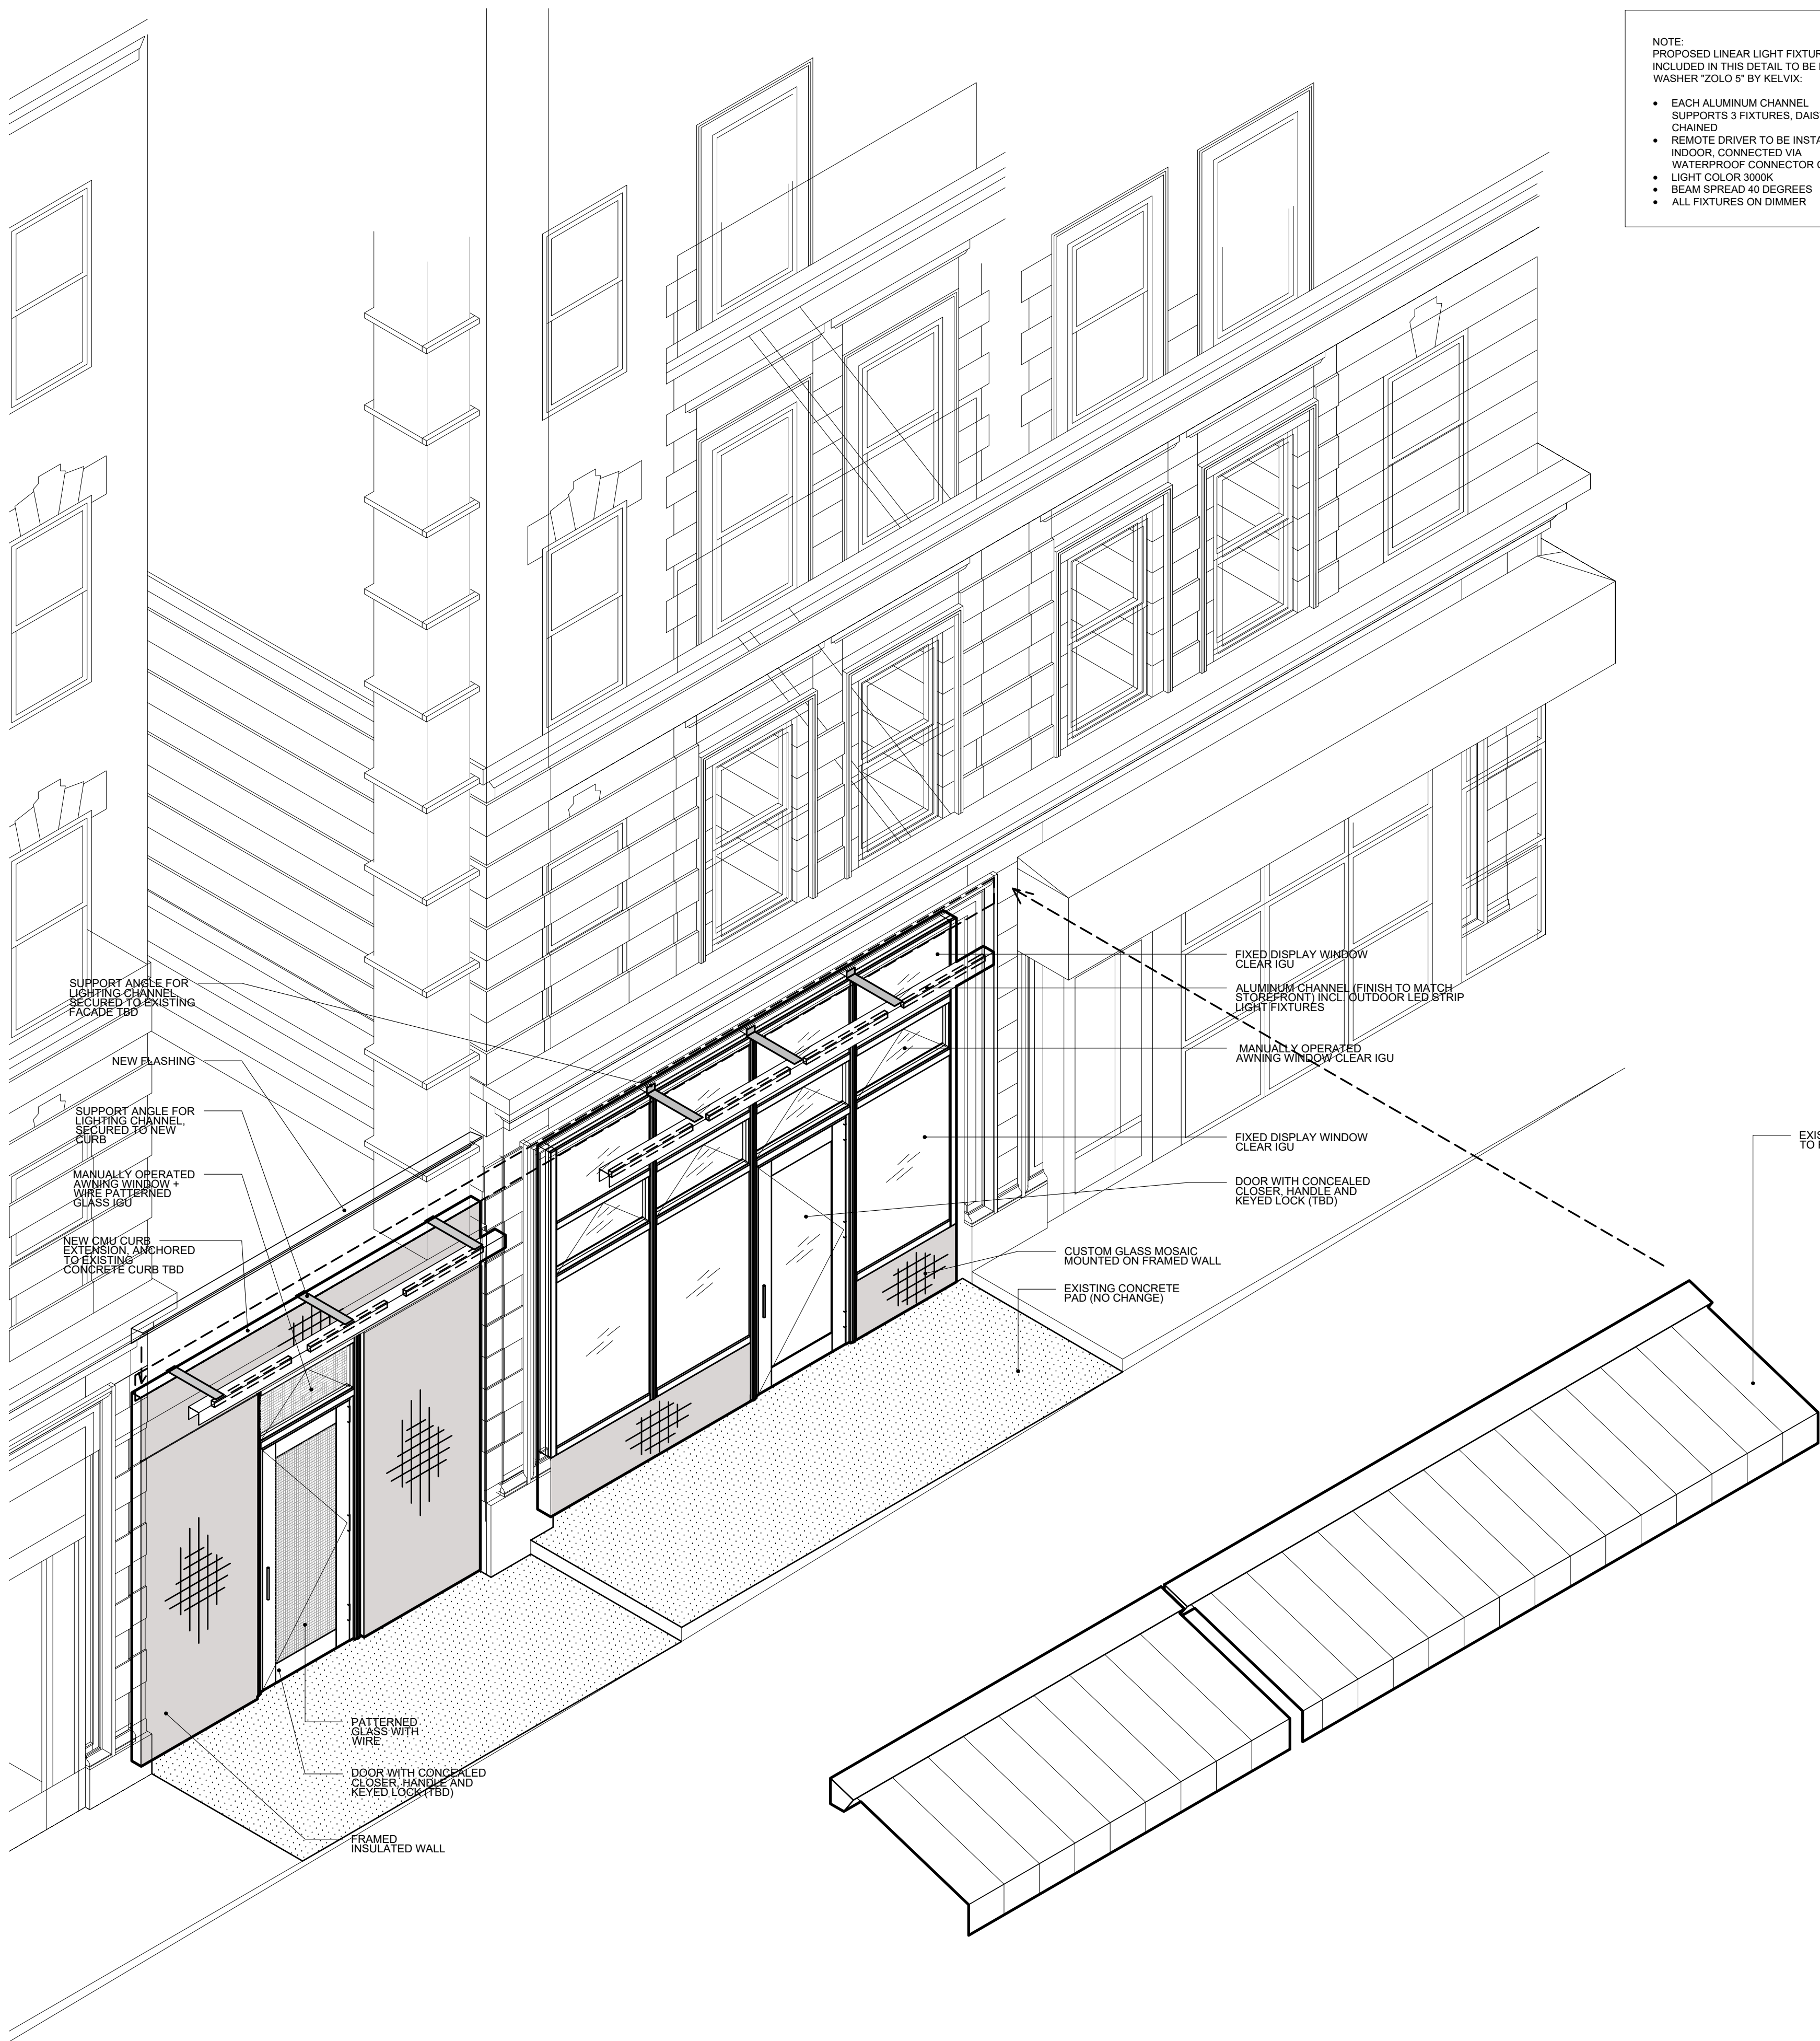 NOTE:
PROPOSED LINEAR LIGHT
INCLUDED IN THIS DETAIL TO BE
WASHER "ZOLO 5" BY KELVIX:
• EACH ALUMINUM CHANNEL
SUPPORTS 3 FIXTURES,
CHAINED
• REMOTE DRIVER TO BE
INDOOR, CONNECTED VIA
WATERPROOF CONNECTOR
• LIGHT COLOR 3000K
• BEAM SPREAD 40 DEGREES
• ALL FIXTURES ON DIMMER
SUPPORT ANGLE FOR
LIGHTING CHANNEL,
SECURED TO EXISTING
FACADE TBD
NEW FLASHING
SUPPORT ANGLE FOR
LIGHTING CHANNEL,
SECURED TO NEW
CURB
MANUALLY OPERATED
AWNING WINDOW +
WIRE PATTERNED
GLASS IGU
NEW CMU CURB
EXTENSION, ANCHORED
TO EXISTING
CONCRETE CURB TBD
FIXED DISPLAY WINDOW
CLEAR IGU
ALUMINUM CHANNEL (FINISH TO MATCH
STOREFRONT) INCL. OUTDOOR LED STRIP
LIGHT FIXTURES
MANUALLY OPERATED
AWNING WINDOW CLEAR IGU
FIXED DISPLAY WINDOW
CLEAR IGU
DOOR WITH CONCEALED
CLOSER, HANDLE AND
KEYED LOCK (TBD)
CUSTOM GLASS MOSAIC
MOUNTED ON FRAMED WALL
EXISTING CONCRETE
PAD (NO CHANGE)
TO
PATTERNED
GLASS WITH
WIRE
DOOR WITH CONCEALED
CLOSER, HANDLE AND
KEYED LOCK (TBD)
FRAMED
INSULATED WALL